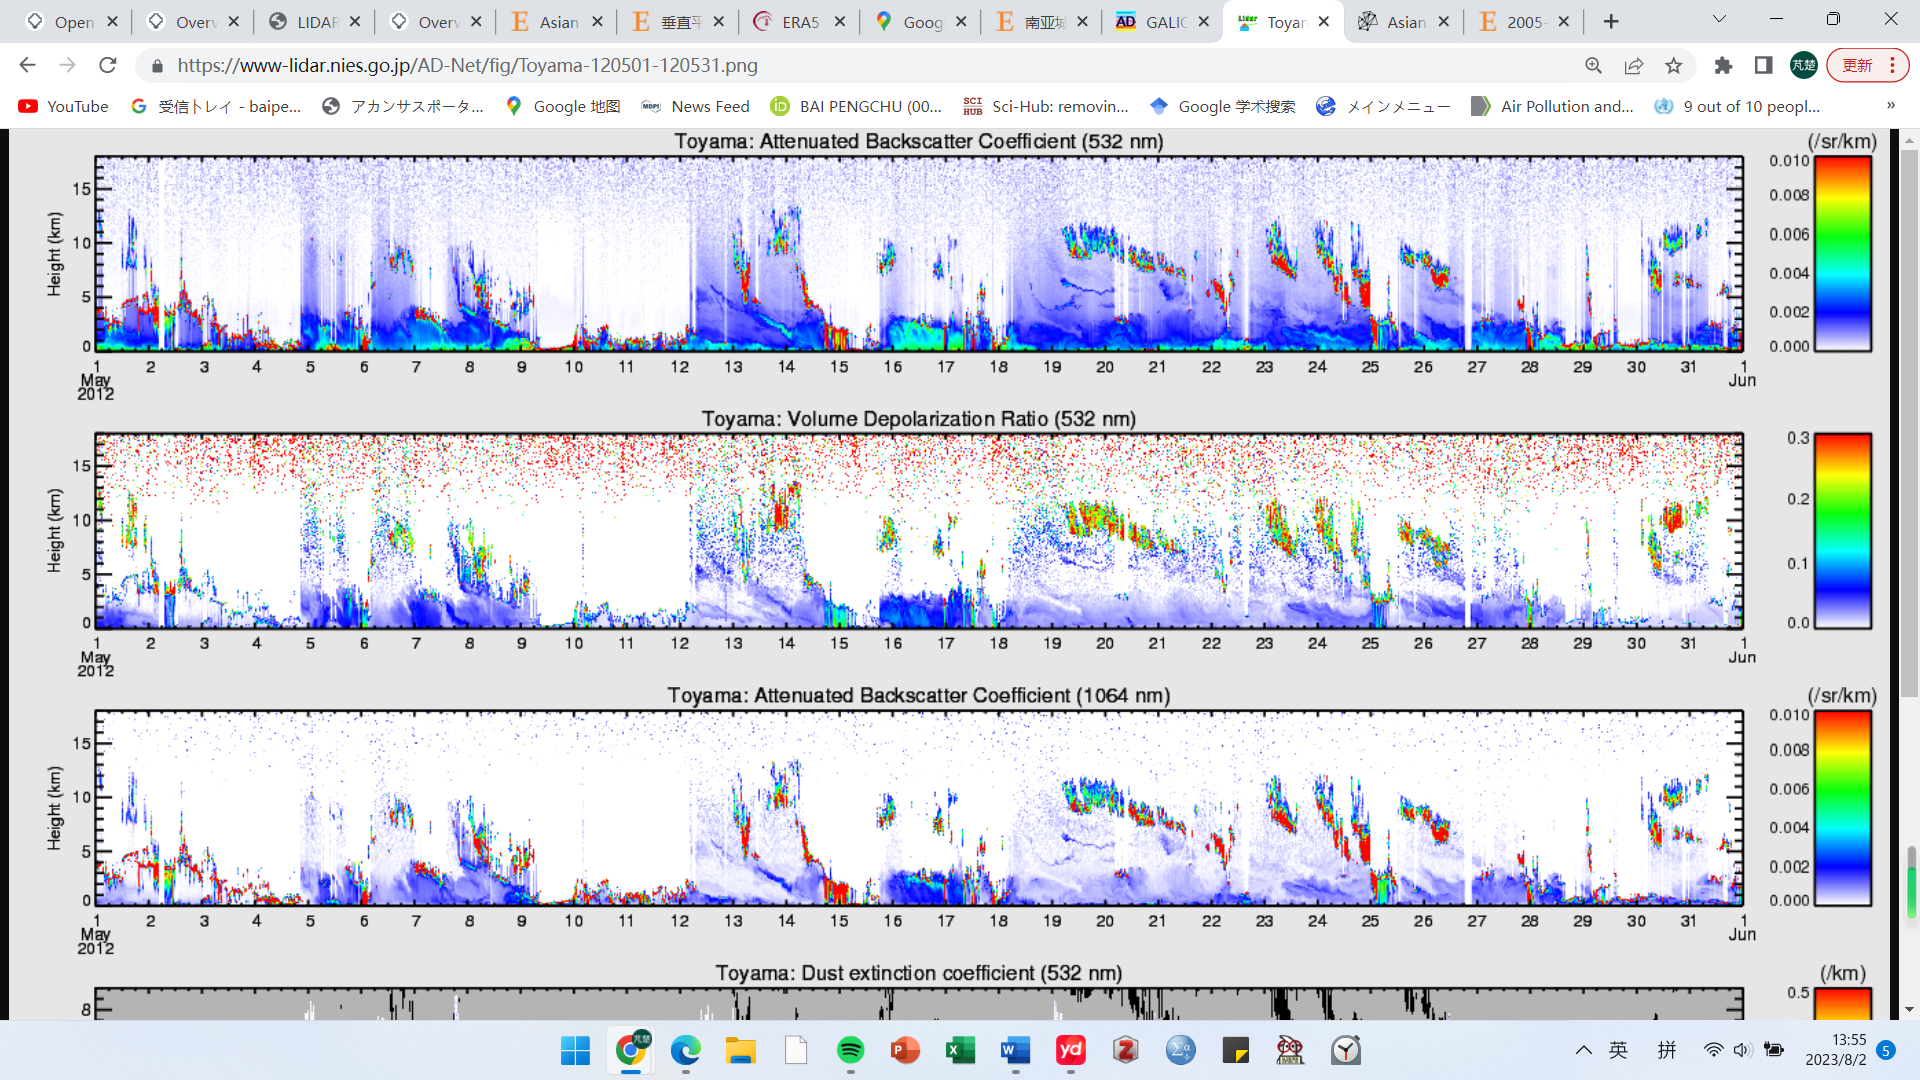 Open
Over
LIDAR
Over
Asian
垂直平
ERA5
Goog
南亚城
GALIC
Toyam
Asian
2005-
https://www-lidar.nies.go.jp/AD-Net/fig/Toyama-120501-120531.png
更新
YouTube
受信トレイ - baipe...
アカンサスポータ...
Google 地图
News Feed
BAI PENGCHU (00...
Sci-Hub: removin...
Google 学术搜索
メインメニュー
Air Pollution and...
9 out of 10 peopl...
»
Toyama: Attenuated Backscatter Coefficient (532 nm)
(/sr/km)
Height (km)
15
10
5
0
1 2 3 4 5 6 7 8 9 10 11 12 13 14 15 16 17 18 19 20 21 22 23 24 25 26 27 28 29 30 31 1
May Jun
2012
0.010
0.008
0.006
0.004
0.002
0.000
Toyama: Volume Depolarization Ratio (532 nm)
Height (km)
15
10
5
0
1 2 3 4 5 6 7 8 9 10 11 12 13 14 15 16 17 18 19 20 21 22 23 24 25 26 27 28 29 30 31 1
May Jun
2012
0.3
0.2
0.1
0.0
Toyama: Attenuated Backscatter Coefficient (1064 nm)
(/sr/km)
Height (km)
15
10
5
0
1 2 3 4 5 6 7 8 9 10 11 12 13 14 15 16 17 18 19 20 21 22 23 24 25 26 27 28 29 30 31 1
May Jun
2012
0.010
0.008
0.006
0.004
0.002
0.000
Toyama: Dust extinction coefficient (532 nm)
(/km)
8
0.5
英
拼
13:55
2023/8/2
5